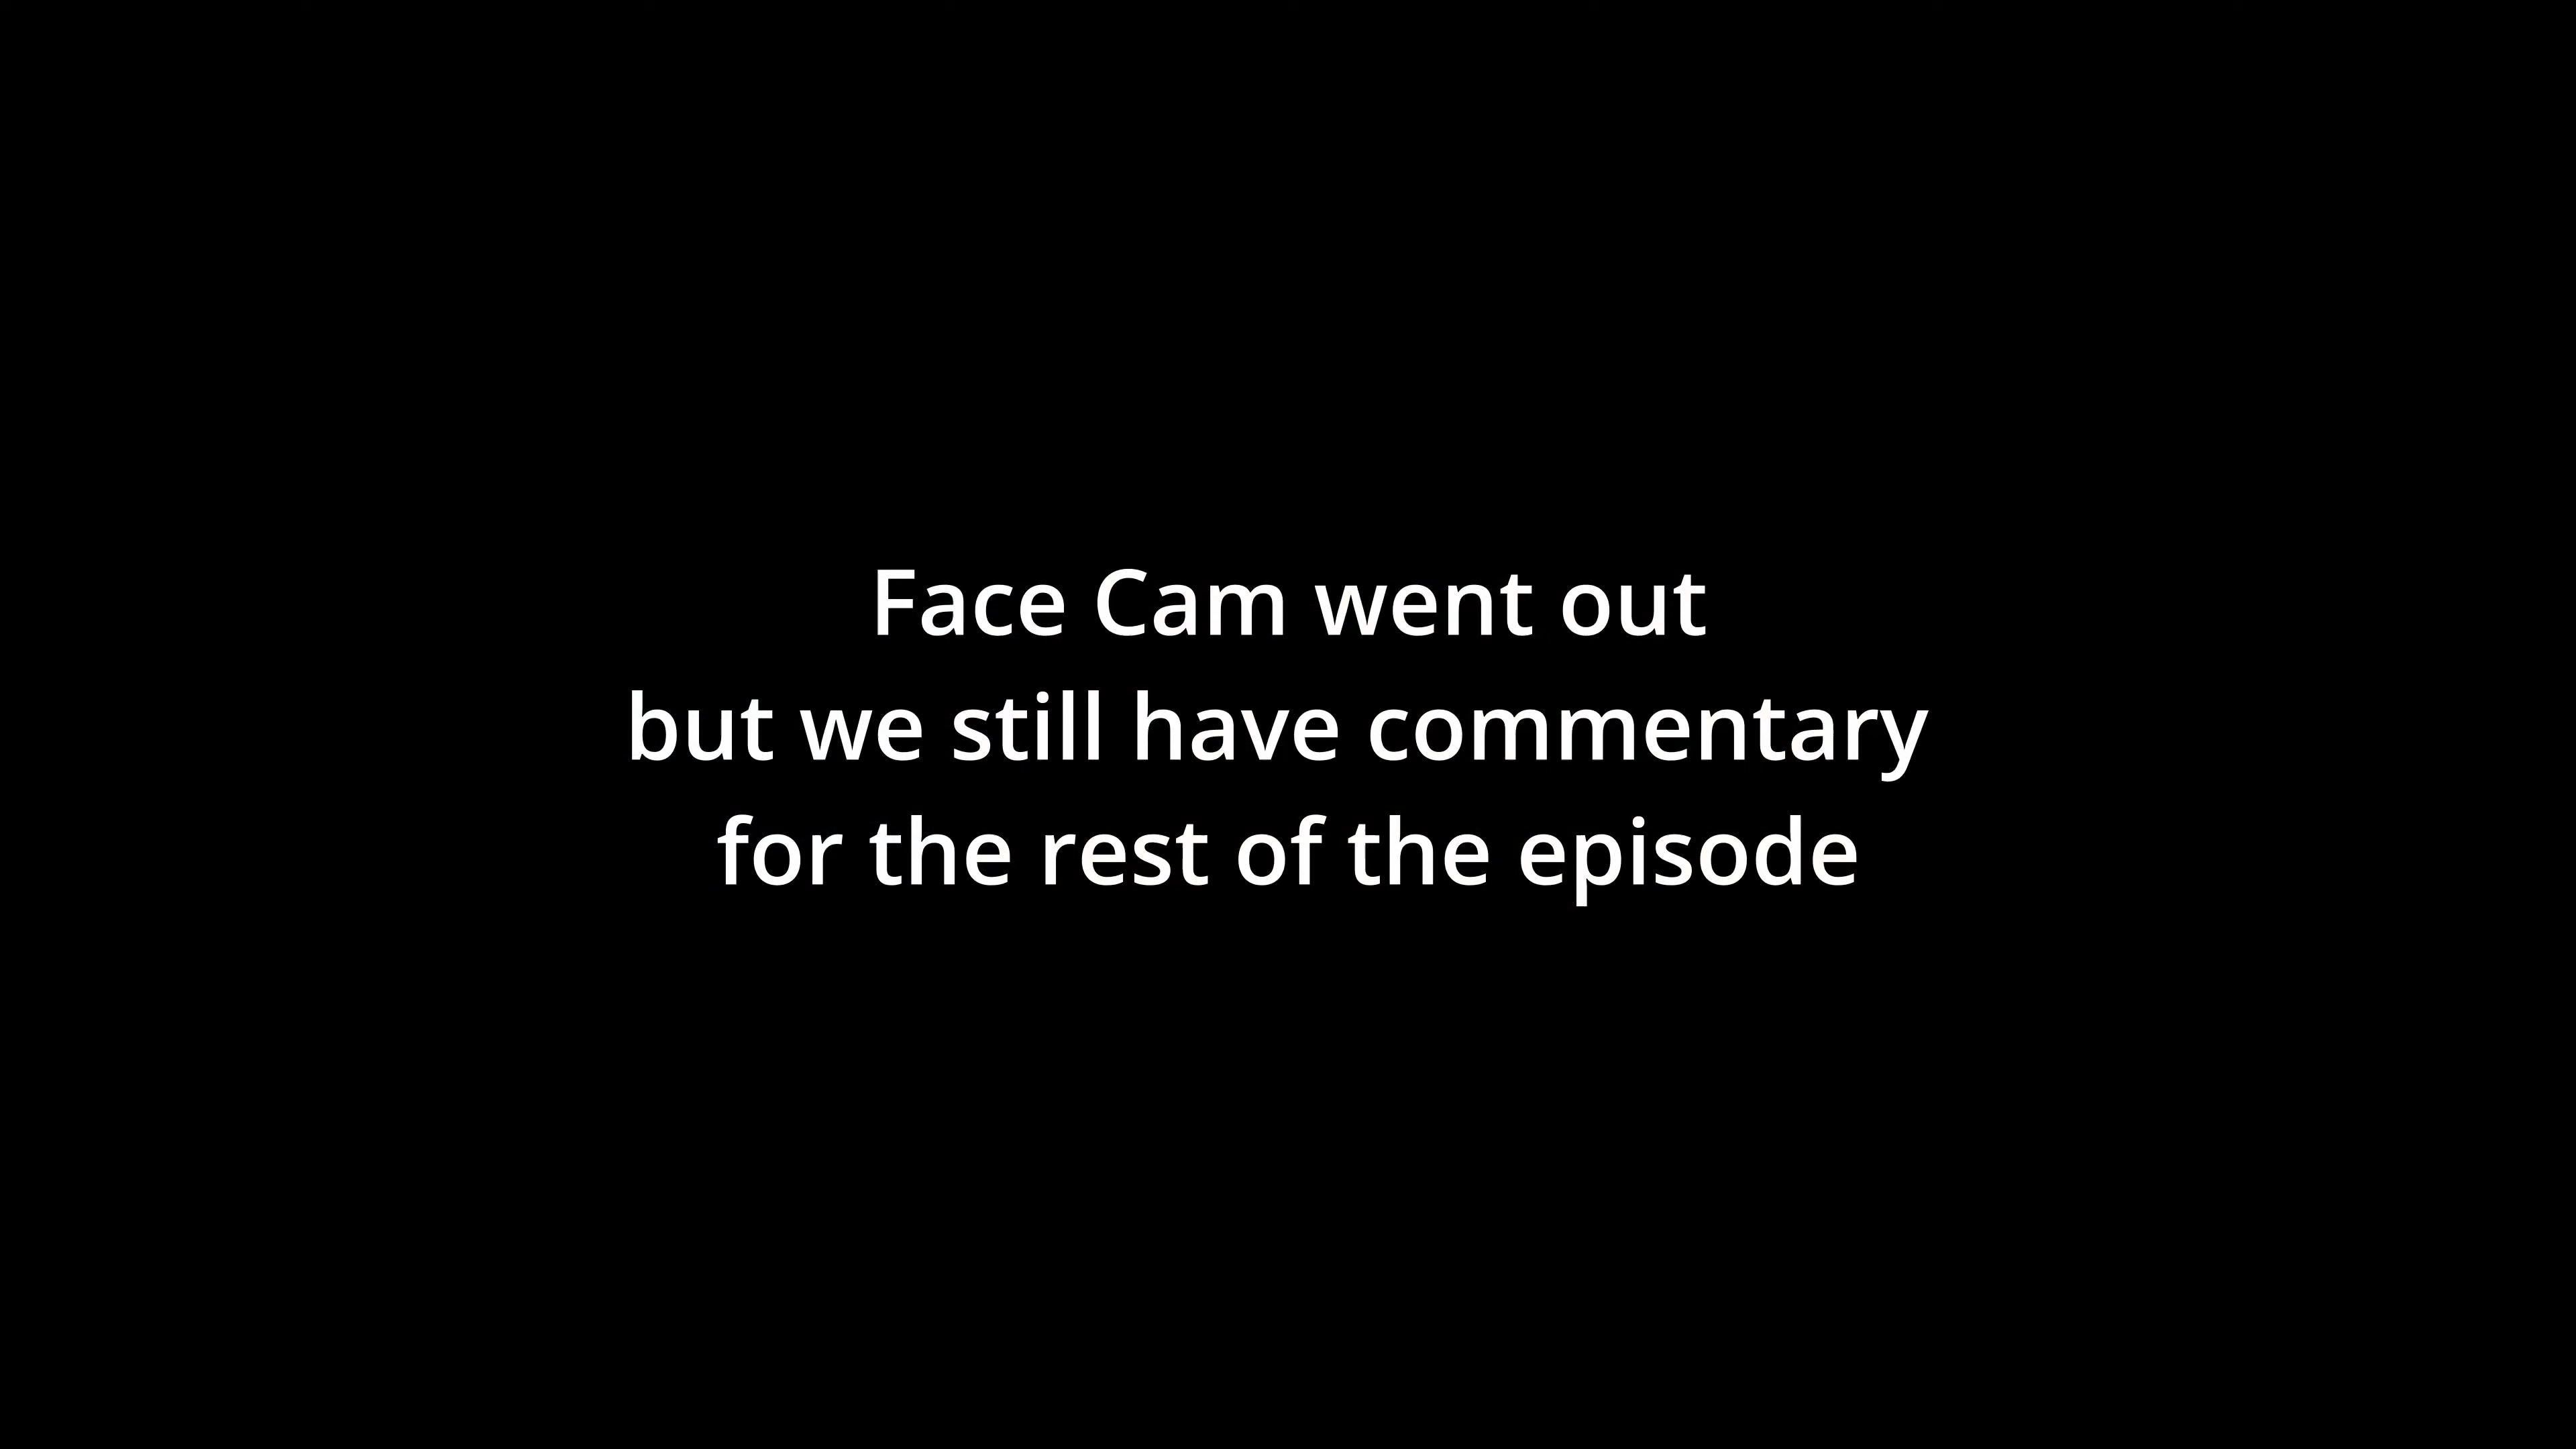 Face Cam went out
but we still have commentary
for the rest of the episode